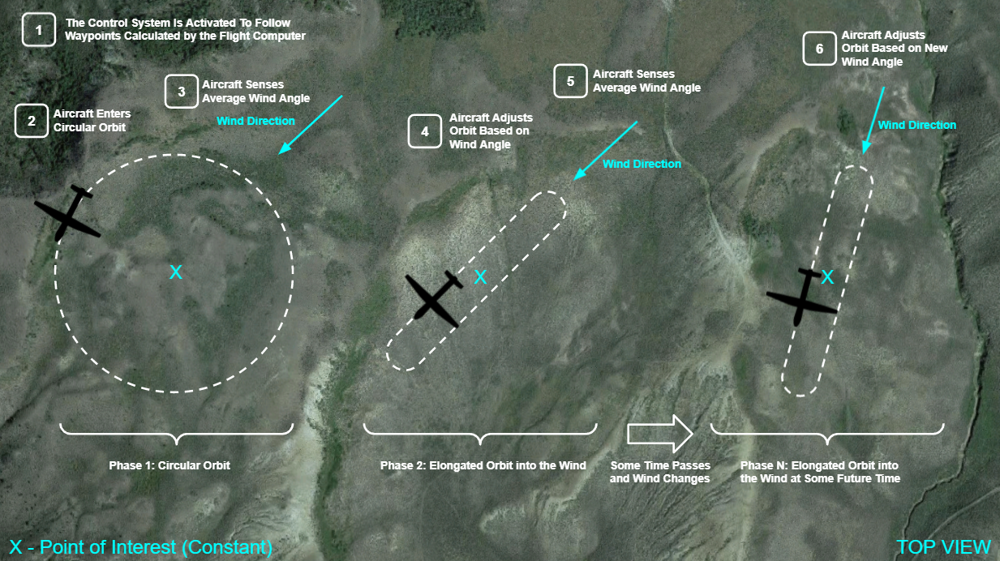 1
The Control System Is Activated To Follow
Waypoints Calculated by the Flight Computer
2
Aircraft Enters
Circular Orbit
3
Aircraft Senses
Average Wind Angle
Wind Direction
4
Aircraft Adjusts
Orbit Based on
Wind Angle
5
Aircraft Senses
Average Wind Angle
Wind Direction
6
Aircraft Adjusts
Orbit Based on New
Wind Angle
Wind Direction
X
X
X
Phase 1: Circular Orbit
Phase 2: Elongated Orbit into the Wind
Some Time Passes
and Wind Changes
Phase N: Elongated Orbit into
the Wind at Some Future Time
X - Point of Interest (Constant)
TOP VIEW